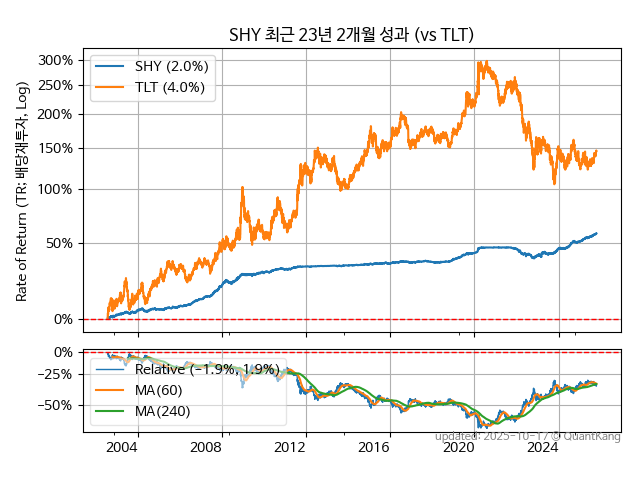 SHY 최근 23년 2개월 성과 (vs TLT)
Rate of Return (TR: 배당재투자, Log)
300%
250%
200%
150%
100%
50%
0%
SHY (2.0%)
TLT (4.0%)
0%
-25%
-50%
Relative (-1.9%, 1.9%)
MA(60)
MA(240)
2004 2008 2012 2016 2020 2024
updated: 2025-10-17 © QuantKang